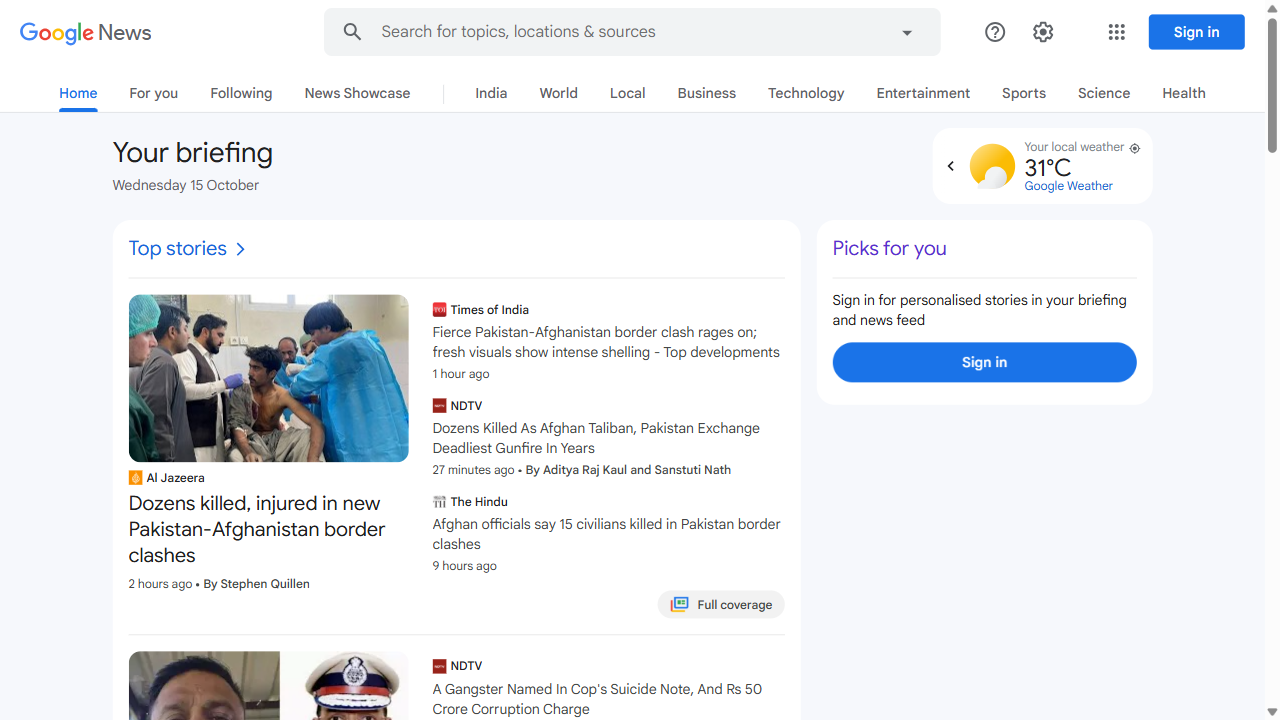 Google News
Search for topics, locations & sources
Sign in
Home
For you
Following
News Showcase
India
World
Local
Business
Technology
Entertainment
Sports
Science
Health
Your briefing
Wednesday 15 October
Your local weather
31°C
Google Weather
Top stories
Al Jazeera
Dozens killed, injured in new
Pakistan-Afghanistan border
clashes
2 hours ago • By Stephen Quillen
Times of India
Fierce Pakistan-Afghanistan border clash rages on;
fresh visuals show intense shelling - Top developments
1 hour ago
NDTV
Dozens Killed As Afghan Taliban, Pakistan Exchange
Deadliest Gunfire In Years
27 minutes ago • By Aditya Raj Kaul and Sanstuti Nath
The Hindu
Afghan officials say 15 civilians killed in Pakistan border
clashes
9 hours ago
Full coverage
NDTV
A Gangster Named In Cop's Suicide Note, And Rs 50
Crore Corruption Charge
Picks for you
Sign in for personalised stories in your briefing
and news feed
Sign in